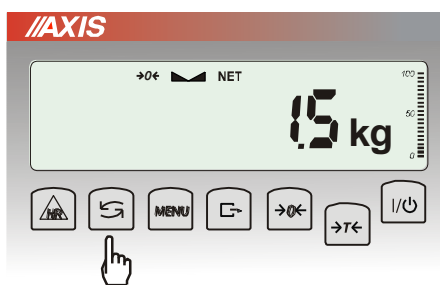 //AXIS
→0← NET
1.5 kg
100
50
0
HR MENU →0← →T← I/⏻